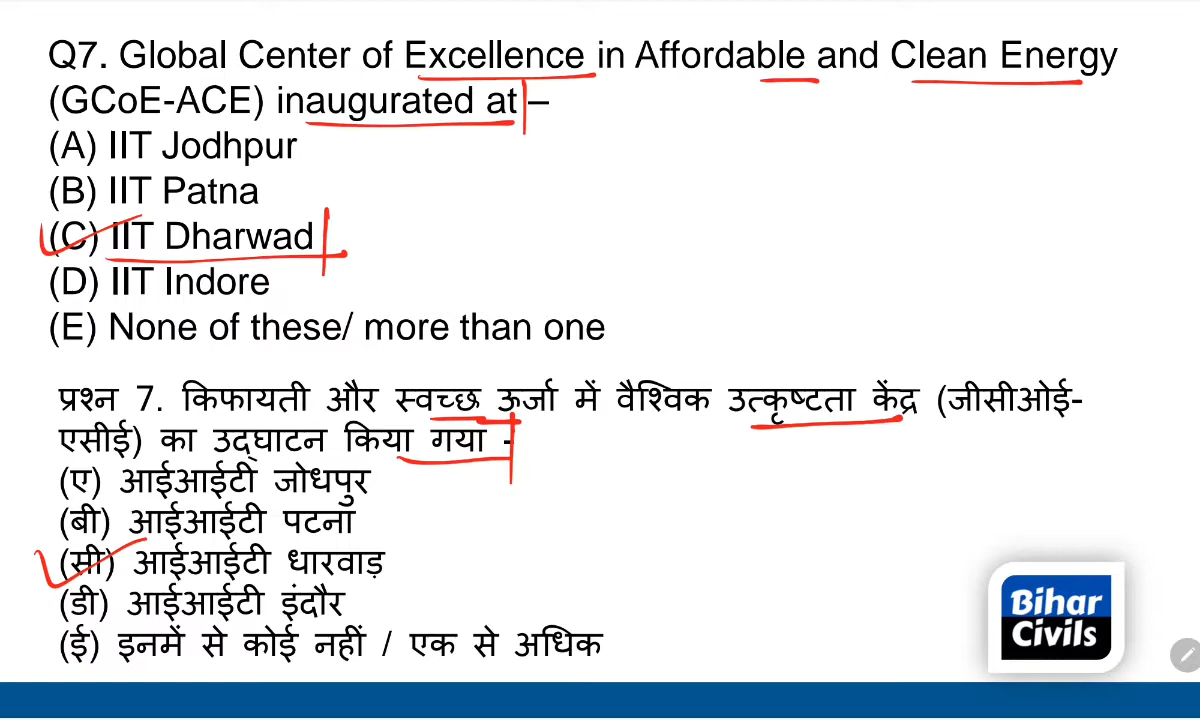 Q7. Global Center of Excellence in Affordable and Clean Energy
(GCoE-ACE) inaugurated at –
(A) IIT Jodhpur
(B) IIT Patna
(C) IIT Dharwad
(D) IIT Indore
(E) None of these/ more than one
प्रश्न 7. किफायती और स्वच्छ ऊर्जा में वैश्विक उत्कृष्टता केंद्र (जीसीओई-
एसीई) का उद्घाटन किया गया -
(ए) आईआईटी जोधपुर
(बी) आईआईटी पटना
(सी) आईआईटी धारवाड़
(डी) आईआईटी इंदौर
(ई) इनमें से कोई नहीं / एक से अधिक
Bihar
Civils